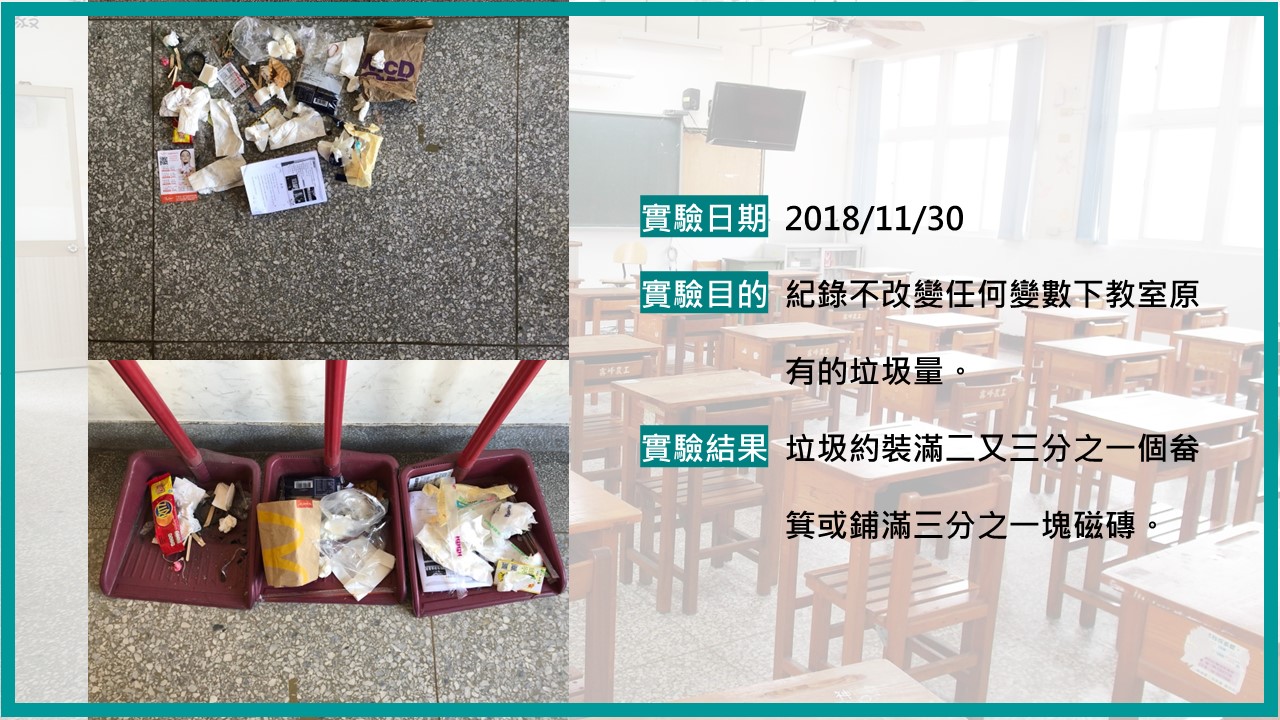 McD
實驗日期 2018/11/30
實驗目的 紀錄不改變任何變數下教室原
有的垃圾量。
實驗結果 垃圾約裝滿二又三分之一個畚
箕或鋪滿三分之一塊磁磚。